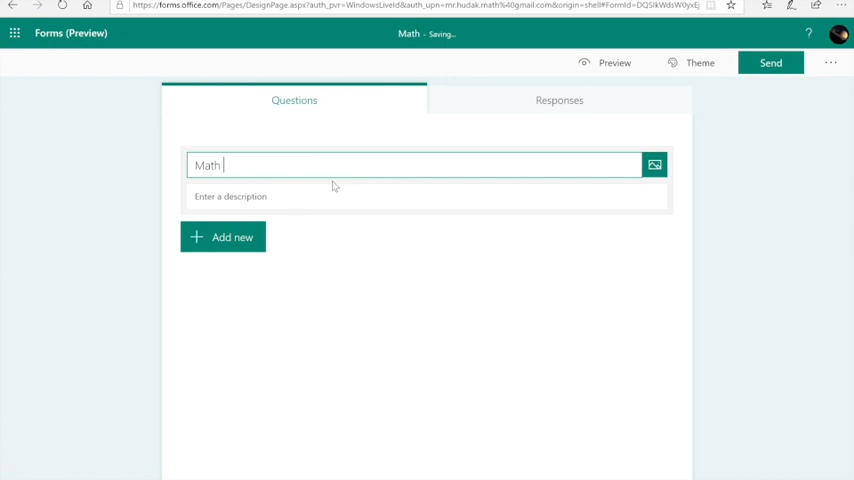 https://forms.office.com/Pages/DesignPage.aspx?auth_pvr=WindowsLiveId&auth_upn=mr.hudak.math%40gmail.com&origin=shell#FormId=DQSIkWdsW0yxEj
Forms (Preview)
Math - Saving...
?
Preview
Theme
Send
...
Questions
Responses
Math
Enter a description
+ Add new